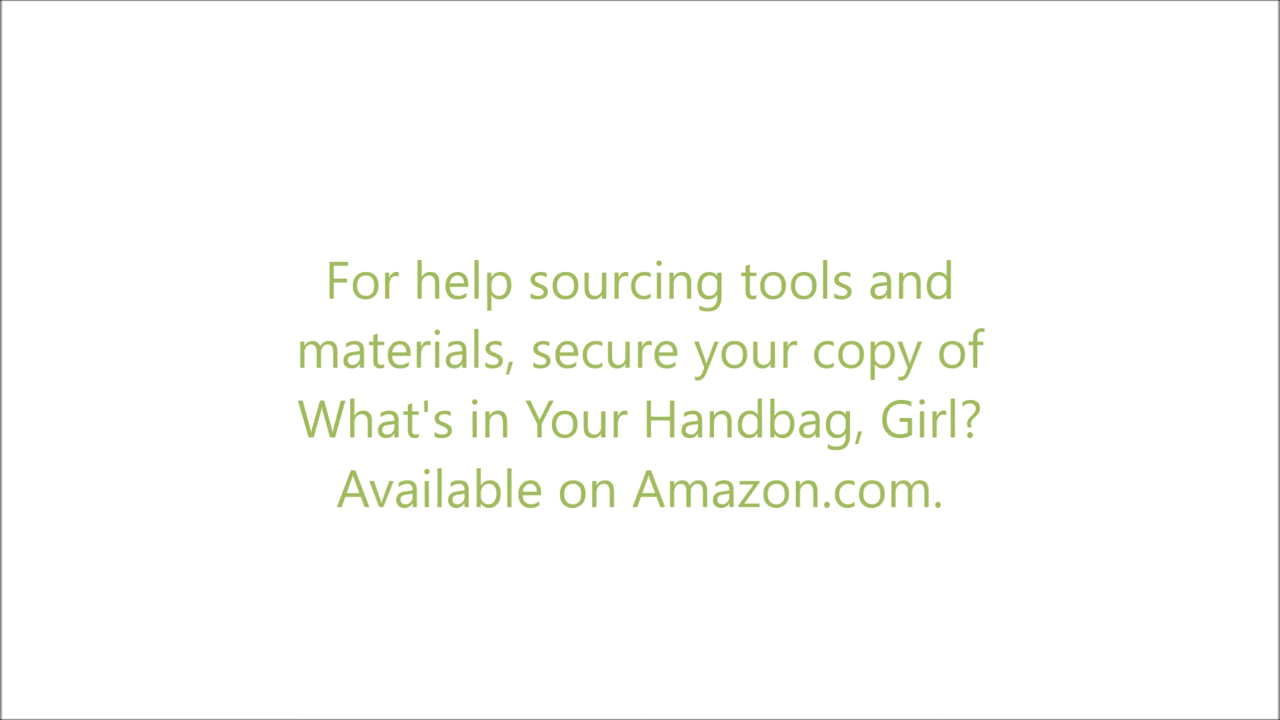 For help sourcing tools and
materials, secure your copy of
What's in Your Handbag, Girl?
Available on Amazon.com.